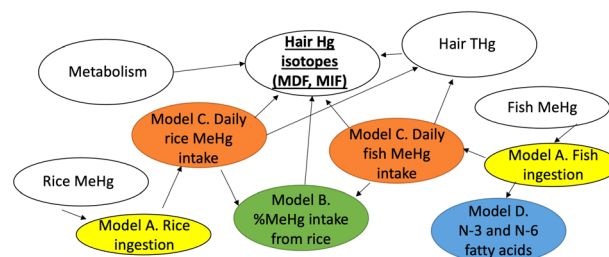 Hair Hg
isotopes
(MDF, MIF)
Hair THg
Metabolism
Model C. Daily
rice MeHg
intake
Model C. Daily
fish MeHg
intake
Fish MeHg
Rice MeHg
Model A. Fish
ingestion
Model A. Rice
ingestion
Model B.
%MeHg intake
from rice
Model D.
N-3 and N-6
fatty acids